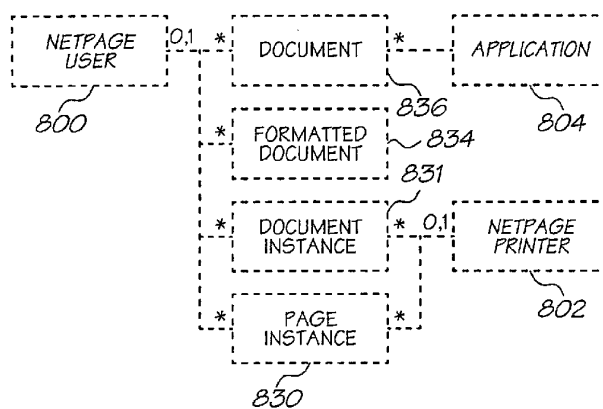 NETPAGE
USER
0,1
*
DOCUMENT
*
APPLICATION
800
836
804
*
FORMATTED
DOCUMENT
834
831
*
DOCUMENT
INSTANCE
*
0,1
NETPAGE
PRINTER
802
*
PAGE
INSTANCE
*
830